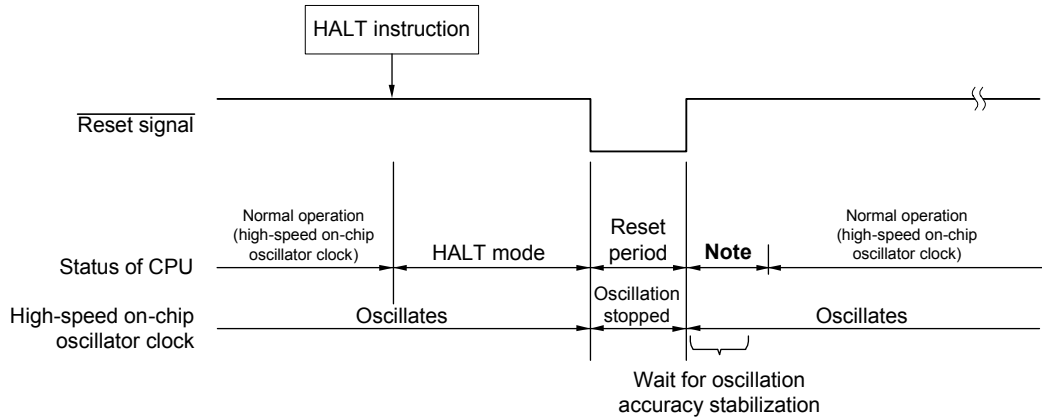 HALT instruction
Reset signal
Normal operation
(high-speed on-chip
oscillator clock)
HALT mode
Reset
period
Note
Normal operation
(high-speed on-chip
oscillator clock)
Status of CPU
High-speed on-chip
oscillator clock
Oscillates
Oscillation
stopped
Oscillates
Wait for oscillation
accuracy stabilization